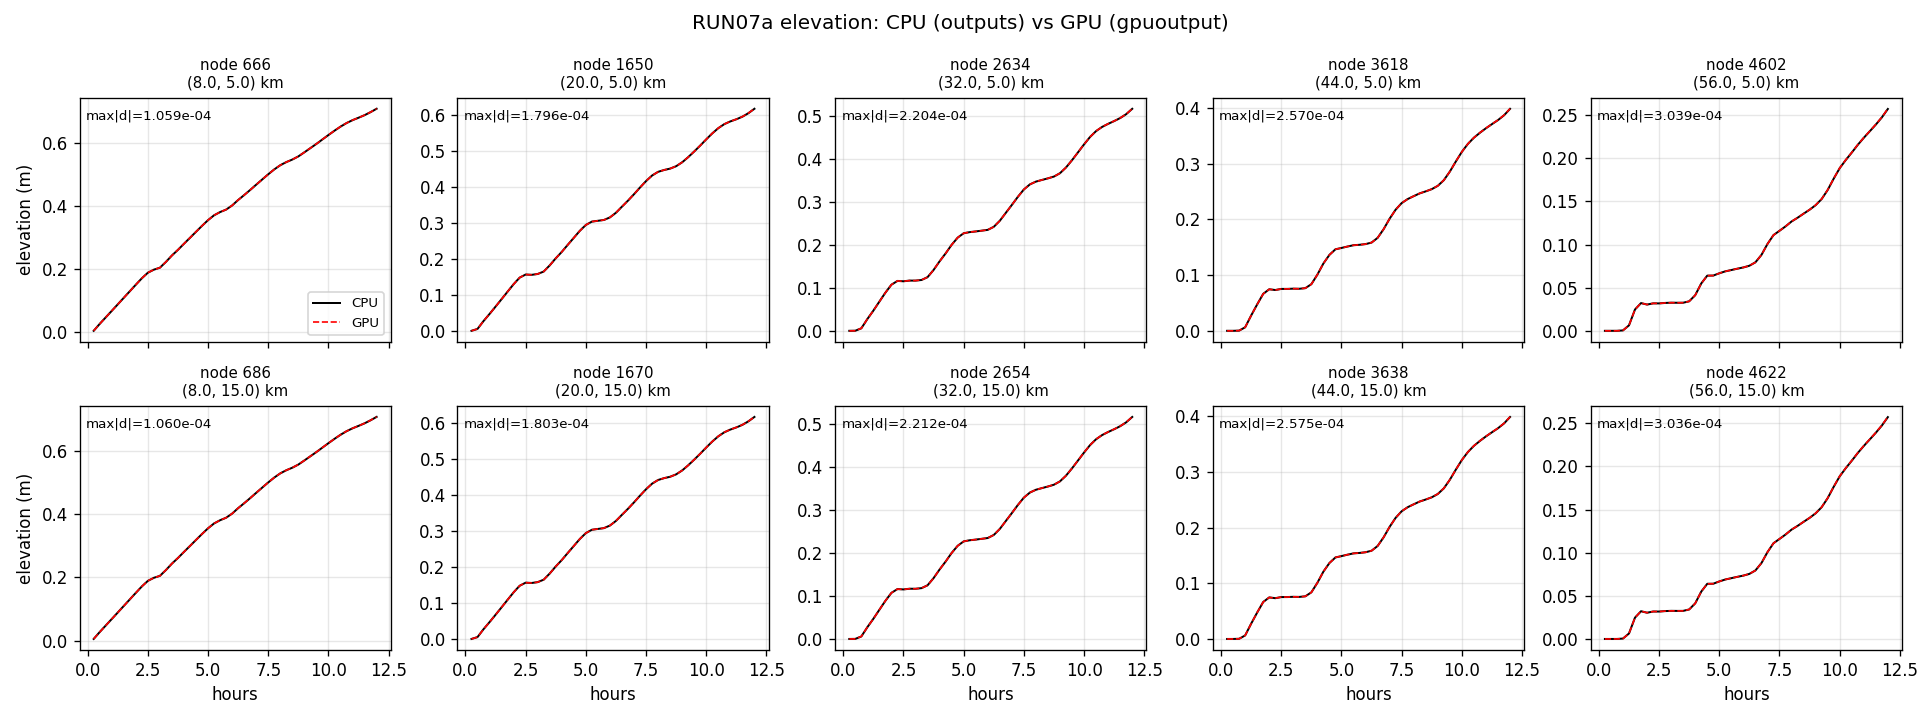 RUN07a elevation: CPU (outputs) vs GPU (gpuoutput)
node 666
(8.0, 5.0) km
node 1650
(20.0, 5.0) km
node 2634
(32.0, 5.0) km
node 3618
(44.0, 5.0) km
node 4602
(56.0, 5.0) km
max|d|=1.059e-04
0.6
0.4
0.2
0.0
elevation (m)
CPU
GPU
max|d|=1.796e-04
0.6
0.5
0.4
0.3
0.2
0.1
0.0
max|d|=2.204e-04
0.5
0.4
0.3
0.2
0.1
0.0
max|d|=2.570e-04
0.4
0.3
0.2
0.1
0.0
max|d|=3.039e-04
0.25
0.20
0.15
0.10
0.05
0.00
node 686
(8.0, 15.0) km
node 1670
(20.0, 15.0) km
node 2654
(32.0, 15.0) km
node 3638
(44.0, 15.0) km
node 4622
(56.0, 15.0) km
max|d|=1.060e-04
0.6
0.4
0.2
0.0
elevation (m)
0.0 2.5 5.0 7.5 10.0 12.5
hours
max|d|=1.803e-04
0.6
0.5
0.4
0.3
0.2
0.1
0.0
0.0 2.5 5.0 7.5 10.0 12.5
hours
max|d|=2.212e-04
0.5
0.4
0.3
0.2
0.1
0.0
0.0 2.5 5.0 7.5 10.0 12.5
hours
max|d|=2.575e-04
0.4
0.3
0.2
0.1
0.0
0.0 2.5 5.0 7.5 10.0 12.5
hours
max|d|=3.036e-04
0.25
0.20
0.15
0.10
0.05
0.00
0.0 2.5 5.0 7.5 10.0 12.5
hours